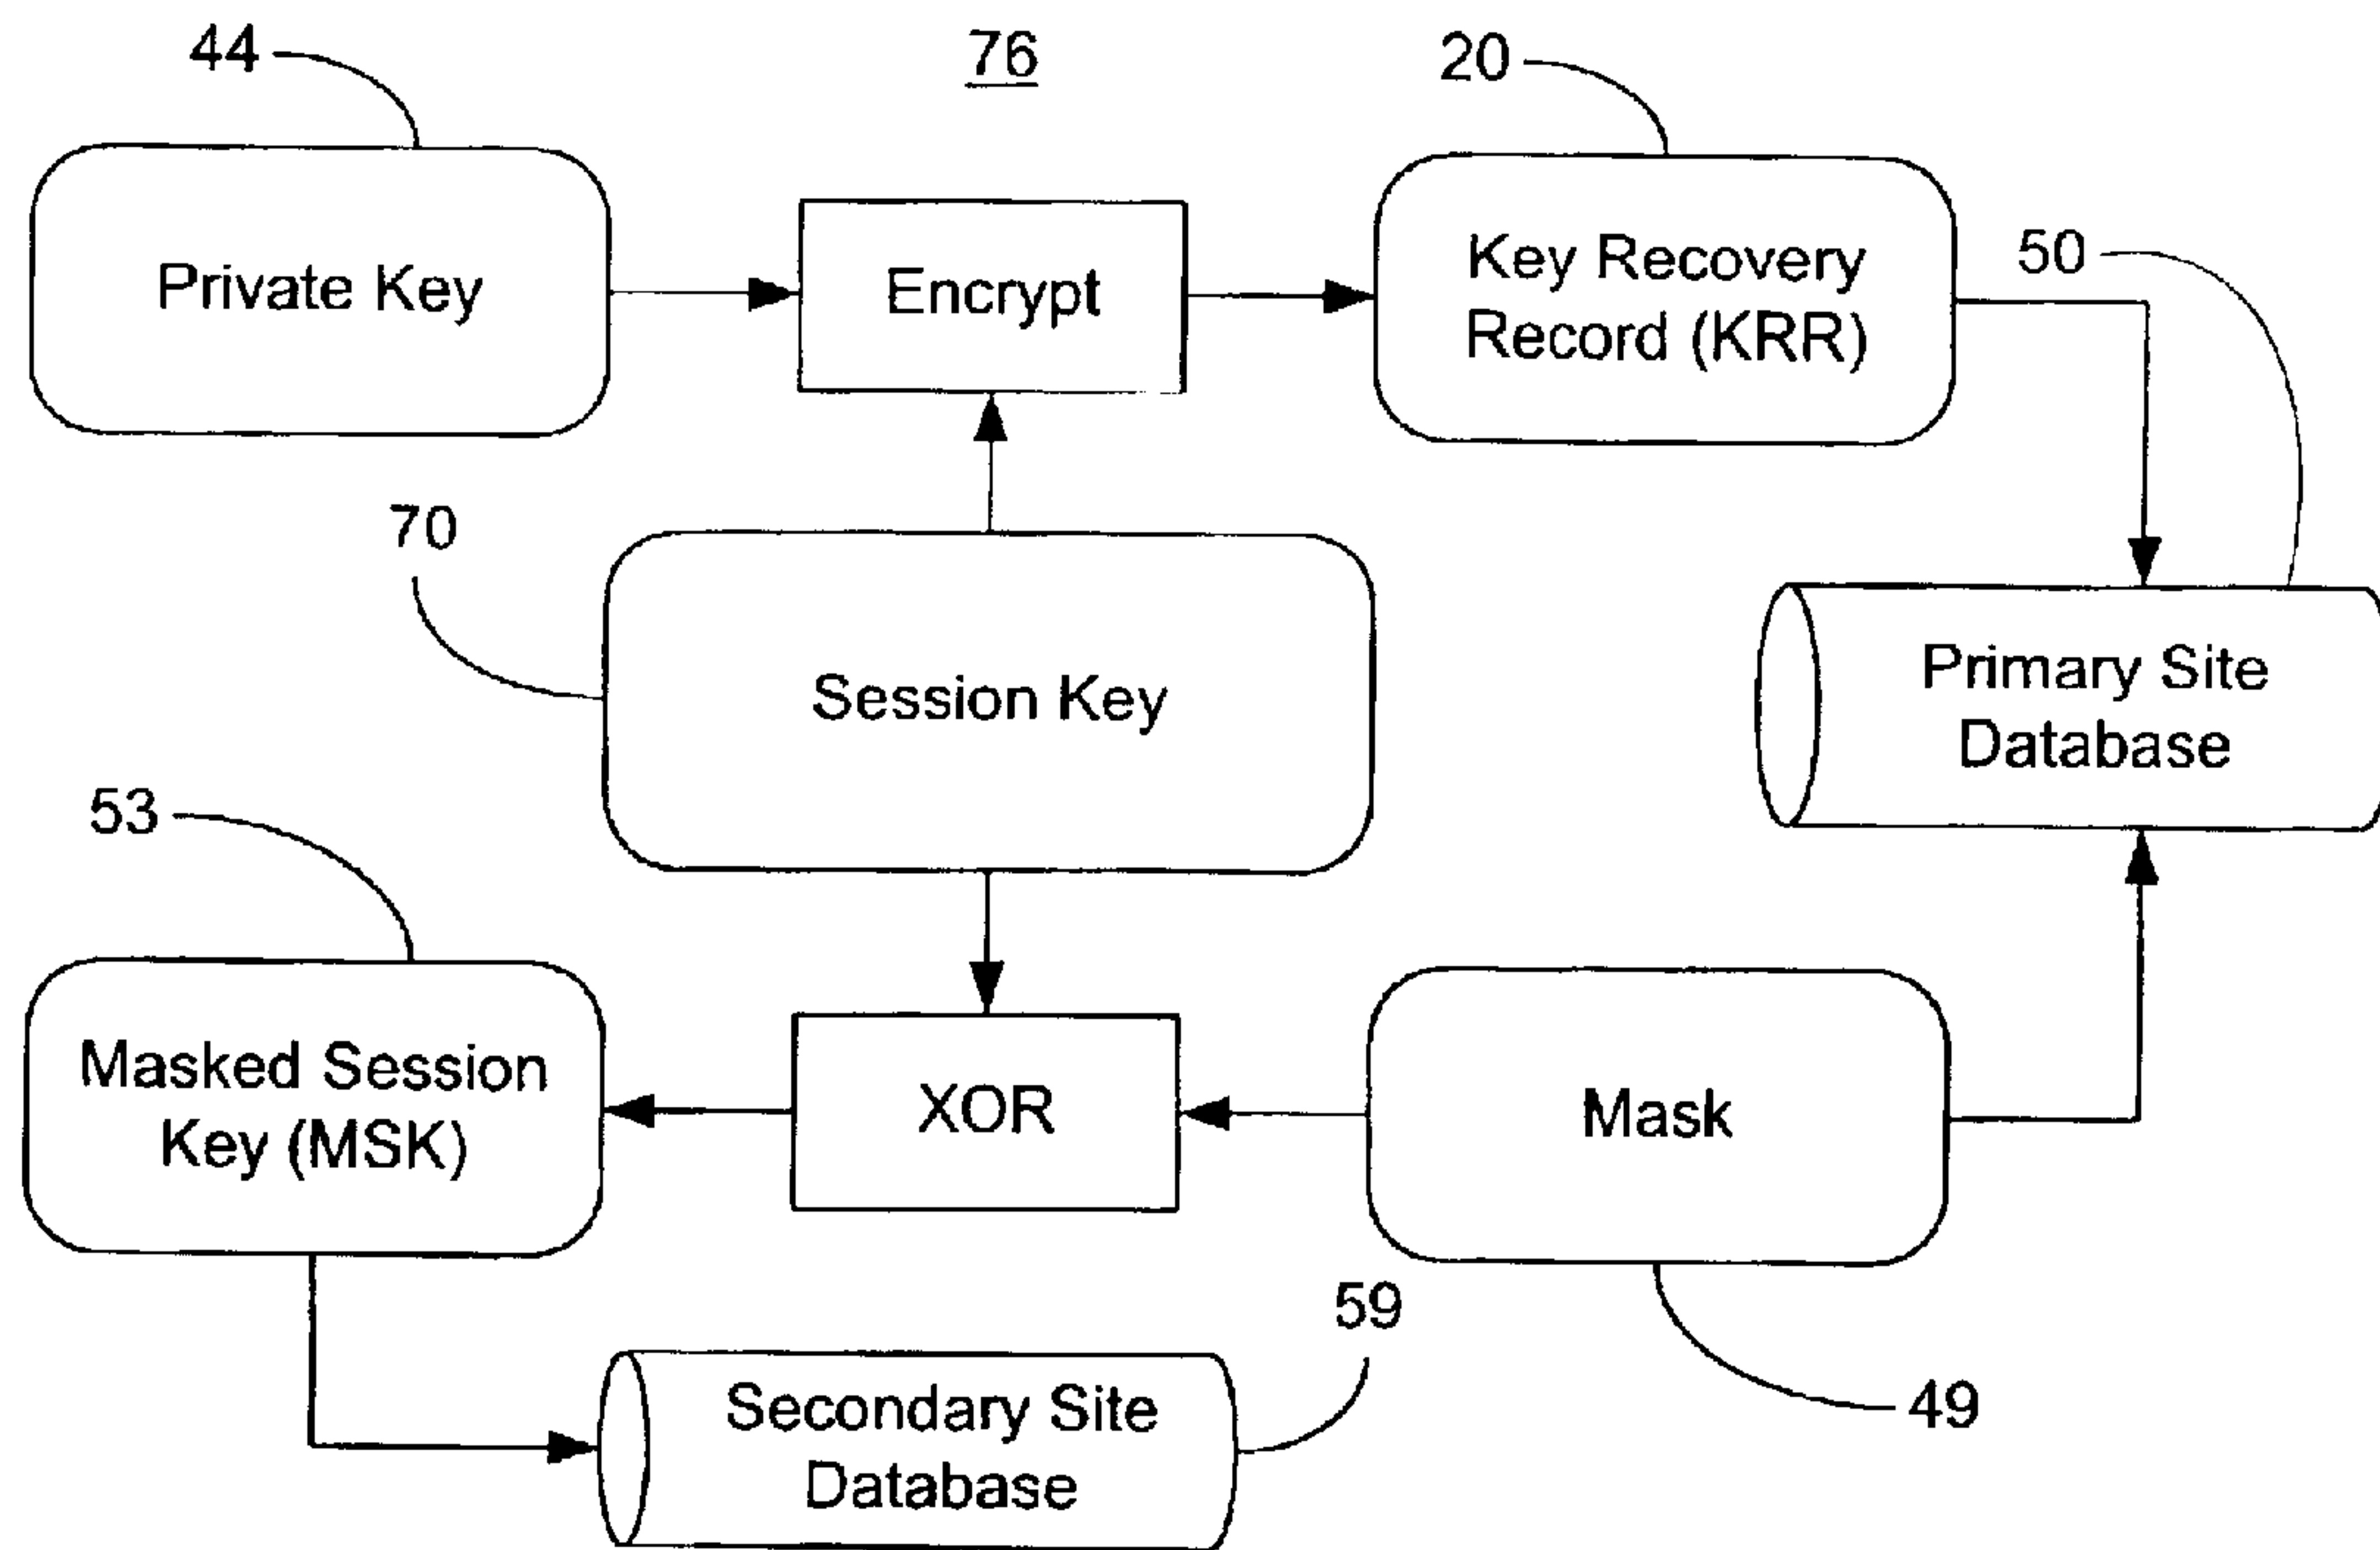 44
76
20
Private Key
Encrypt
Key Recovery
Record (KRR)
50
70
Session Key
Primary Site
Database
53
Masked Session
Key (MSK)
XOR
Mask
59
Secondary Site
Database
49